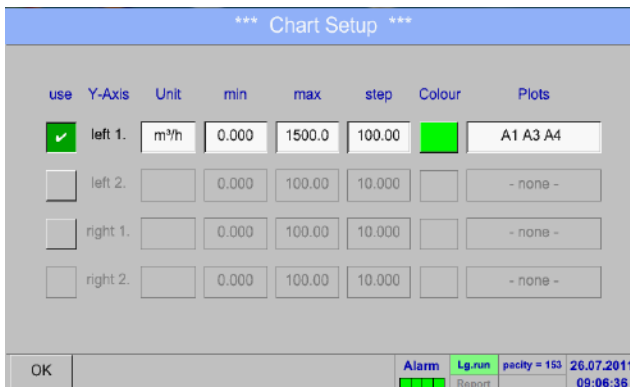 *** Chart Setup ***
use Y-Axis Unit min max step Colour Plots
left 1. m³/h 0.000 1500.0 100.00 A1 A3 A4
left 2. 0.000 100.00 10.000 - none -
right 1. 0.000 100.00 10.000 - none -
right 2. 0.000 100.00 10.000 - none -
OK Alarm Lg.run pacity = 153 26.07.2011
Report 09:06:36